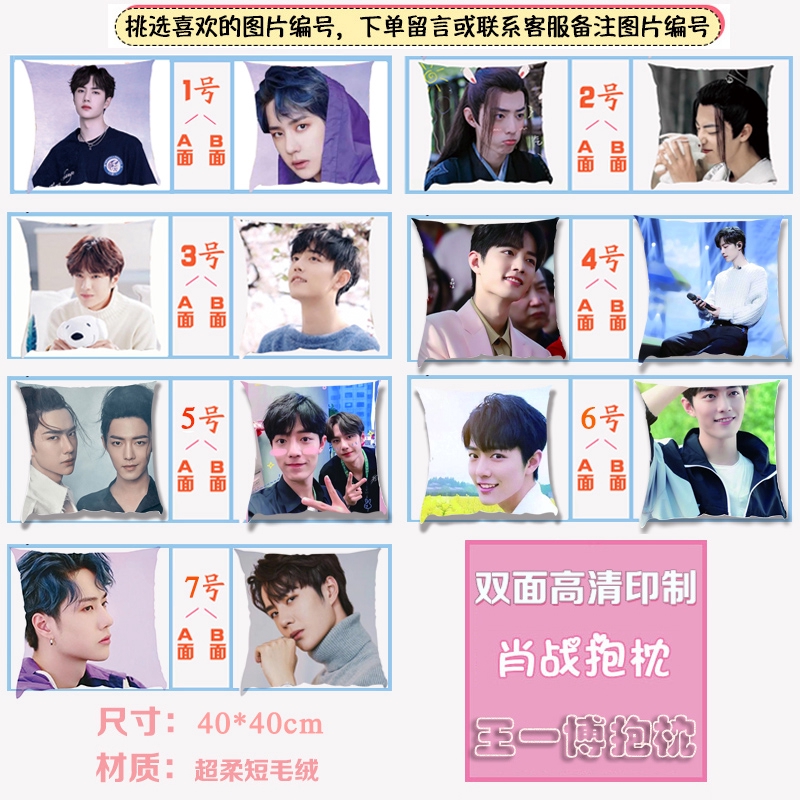 挑选喜欢的图片编号，下单留言或联系客服备注图片编号
1号
A面 B面
2号
A面 B面
3号
A面 B面
4号
A面 B面
5号
A面 B面
6号
A面 B面
7号
A面 B面
双面高清印制
肖战抱枕
王一博抱枕
尺寸：40*40cm
材质：超柔短毛绒